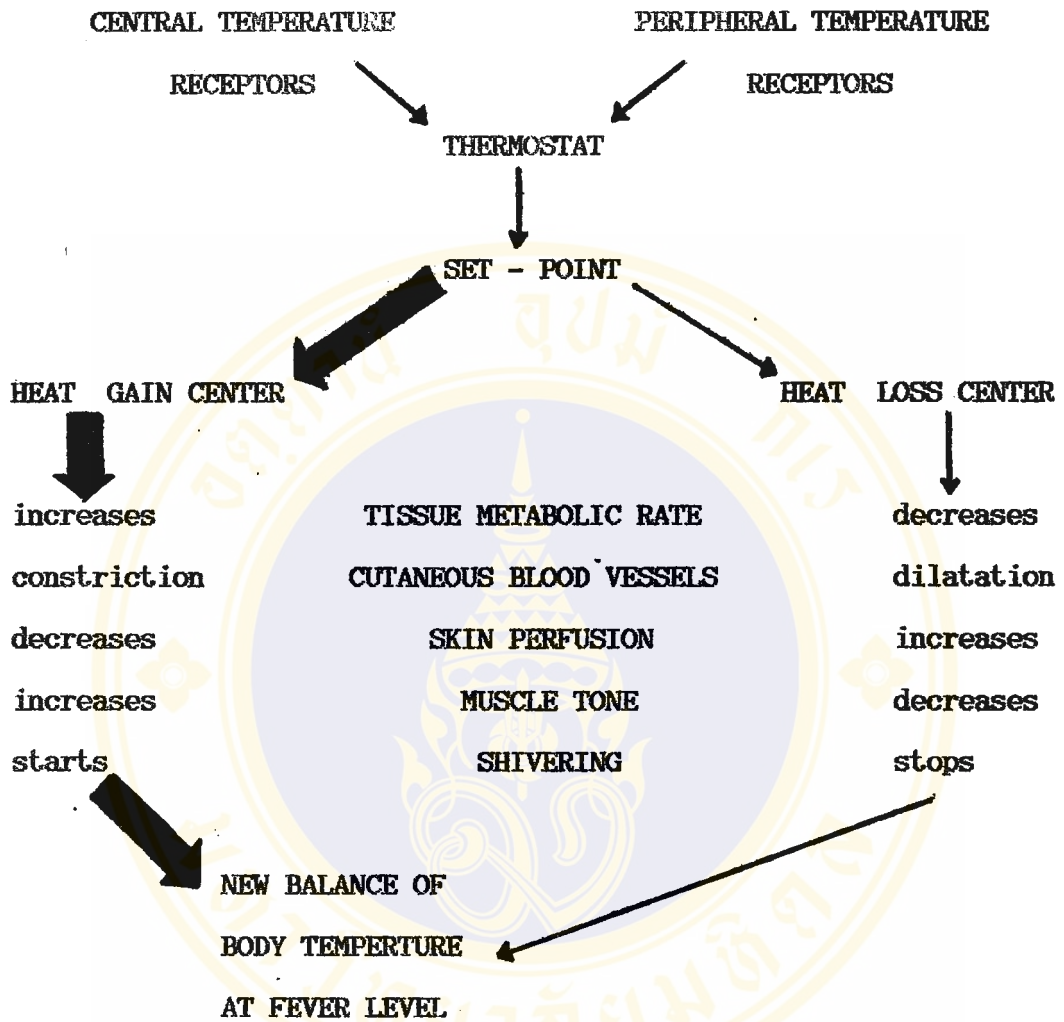 CENTRAL TEMPERATURE PERIPHERAL TEMPERATURE
RECEPTORS RECEPTORS
THERMOSTAT
SET - POINT
HEAT GAIN CENTER HEAT LOSS CENTER
increases TISSUE METABOLIC RATE decreases
constriction CUTANEOUS BLOOD VESSELS dilatation
decreases SKIN PERFUSION increases
increases MUSCLE TONE decreases
starts SHIVERING stops
NEW BALANCE OF
BODY TEMPERTURE
AT FEVER LEVEL